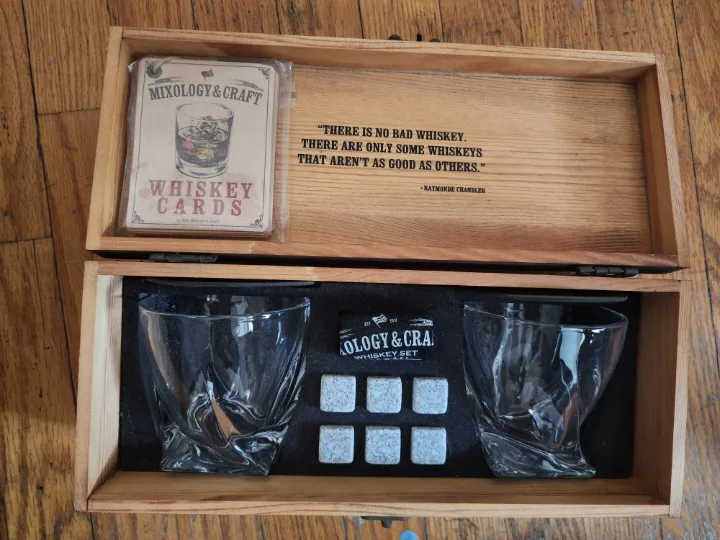 MIXOLOGY & CRAFT
WHISKEY
CARDS
"THERE IS NO BAD WHISKEY.
THERE ARE ONLY SOME WHISKEYS
THAT AREN'T AS GOOD AS OTHERS."
- RAYMONDE CHANDLER
XOLOGY & CRA
WHISKEY SET